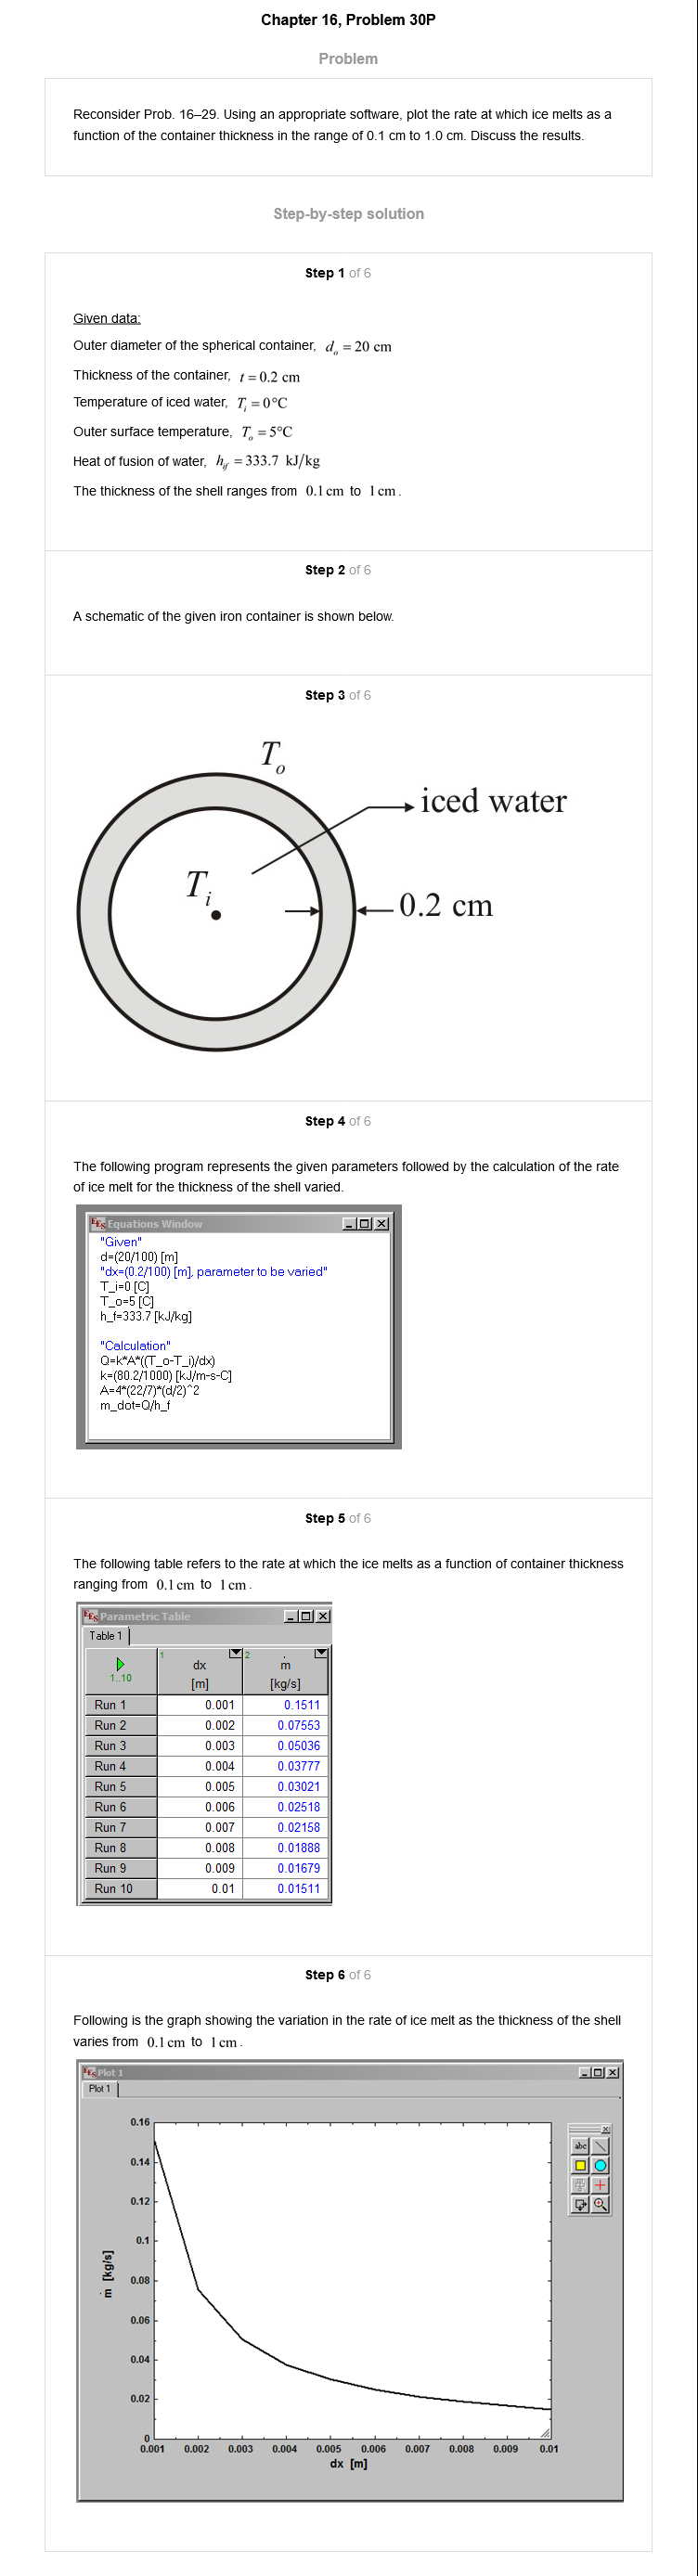 Chapter 16, Problem 30P
Problem
Reconsider Prob. 16–29. Using an appropriate software, plot the rate at which ice melts as a
function of the container thickness in the range of 0.1 cm to 1.0 cm. Discuss the results.
Step-by-step solution
Step 1 of 6
Given data:
Outer diameter of the spherical container, d_o = 20 cm
Thickness of the container, t = 0.2 cm
Temperature of iced water, T_i = 0°C
Outer surface temperature, T_o = 5°C
Heat of fusion of water, h_if = 333.7 kJ/kg
The thickness of the shell ranges from 0.1 cm to 1 cm.
Step 2 of 6
A schematic of the given iron container is shown below.
Step 3 of 6
T_o
iced water
T_i
0.2 cm
Step 4 of 6
The following program represents the given parameters followed by the calculation of the rate
of ice melt for the thickness of the shell varied.
EES Equations Window
"Given"
d=(20/100) [m]
"dx=(0.2/100) [m], parameter to be varied"
T_i=0 [C]
T_o=5 [C]
h_f=333.7 [kJ/kg]
"Calculation"
Q=k*A*((T_o-T_i)/dx)
k=(80.2/1000) [kJ/m-s-C]
A=4*(22/7)*(d/2)^2
m_dot=Q/h_f
Step 5 of 6
The following table refers to the rate at which the ice melts as a function of container thickness
ranging from 0.1 cm to 1 cm.
EES Parametric Table
Table 1
1..10
1 dx [m]
2 ṁ [kg/s]
Run 1 0.001 0.1511
Run 2 0.002 0.07553
Run 3 0.003 0.05036
Run 4 0.004 0.03777
Run 5 0.005 0.03021
Run 6 0.006 0.02518
Run 7 0.007 0.02158
Run 8 0.008 0.01888
Run 9 0.009 0.01679
Run 10 0.01 0.01511
Step 6 of 6
Following is the graph showing the variation in the rate of ice melt as the thickness of the shell
varies from 0.1 cm to 1 cm.
EES Plot 1
Plot 1
abc
0.16
0.14
0.12
0.1
0.08
0.06
0.04
0.02
0
ṁ [kg/s]
0.001 0.002 0.003 0.004 0.005 0.006 0.007 0.008 0.009 0.01
dx [m]